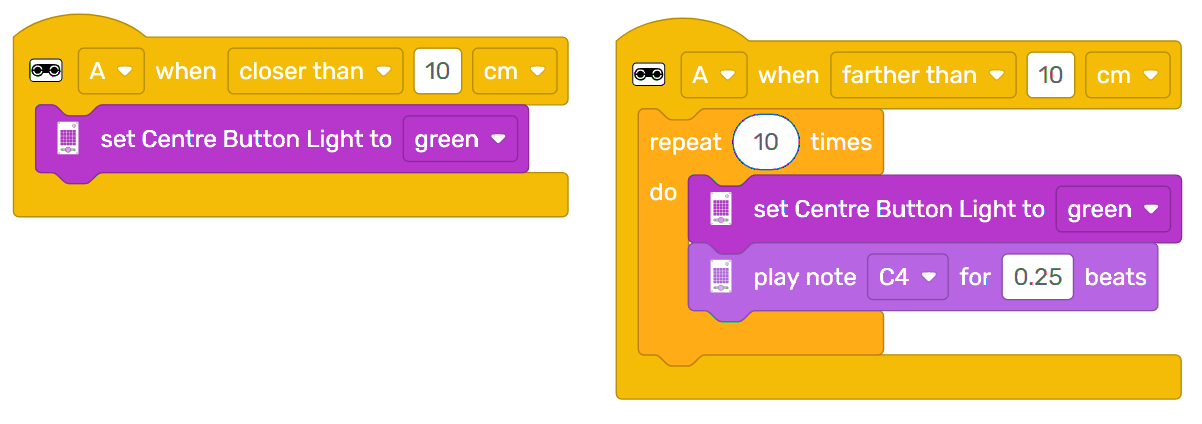 A when closer than 10 cm
set Centre Button Light to green
A when farther than 10 cm
repeat 10 times
do
set Centre Button Light to green
play note C4 for 0.25 beats